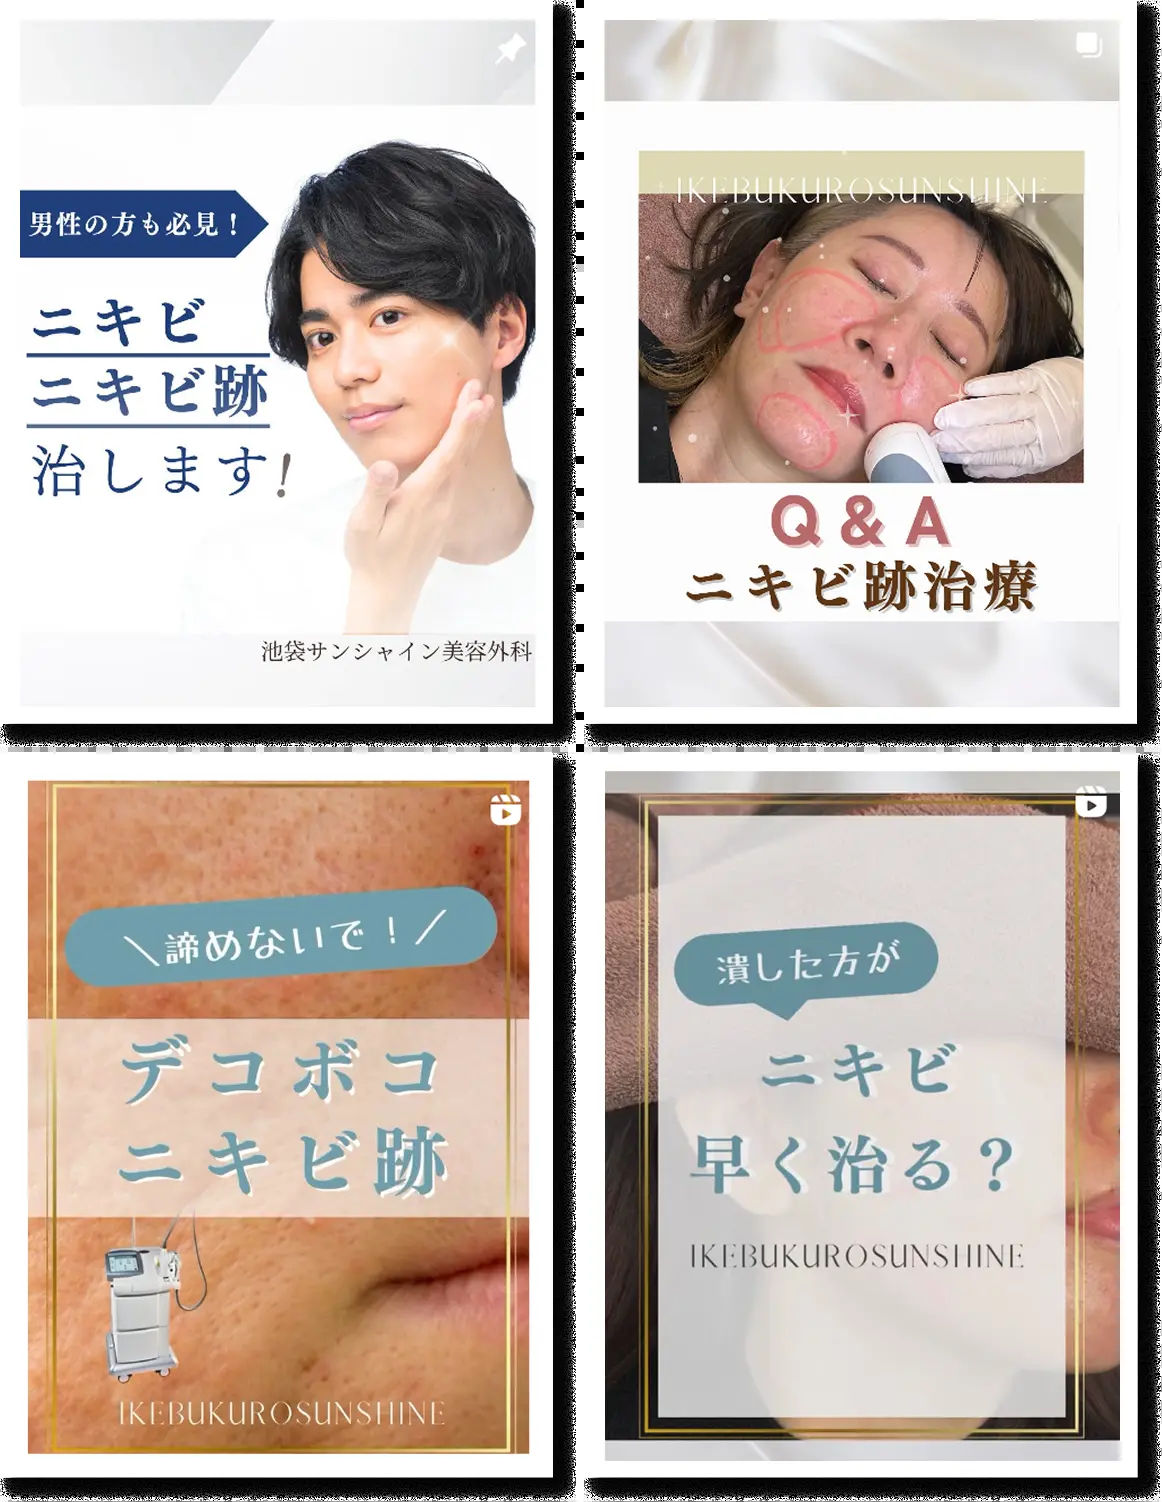 男性の方も必見!
ニキビ
ニキビ跡
治します!
池袋サンシャイン美容外科
IKEBUKUROSUNSHINE
Q & A
ニキビ跡治療
＼諦めないで！／
デコボコ
ニキビ跡
IKEBUKUROSUNSHINE
潰した方が
ニキビ
早く治る？
IKEBUKUROSUNSHINE